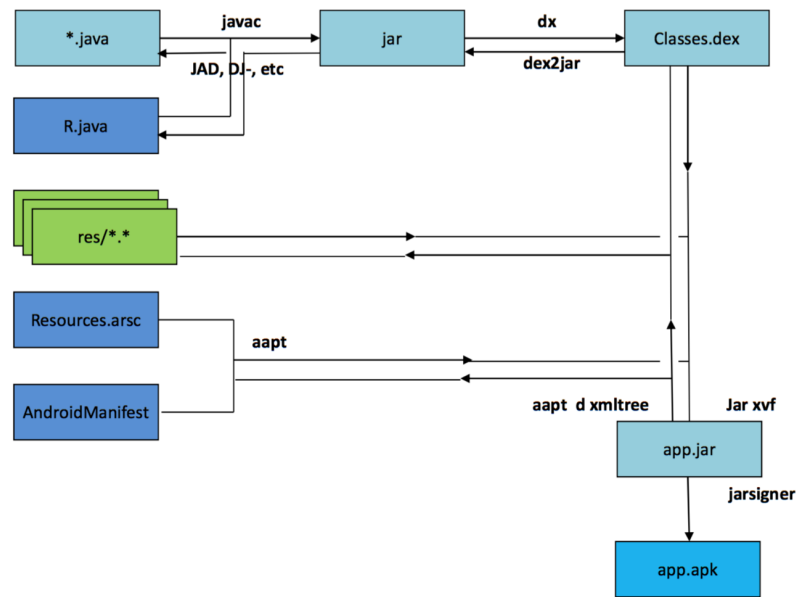 javac
dx
*.java
jar
Classes.dex
JAD, DJ-, etc
dex2jar
R.java
res/*.*
Resources.arsc
aapt
AndroidManifest
aapt d xmltree
Jar xvf
app.jar
jarsigner
app.apk